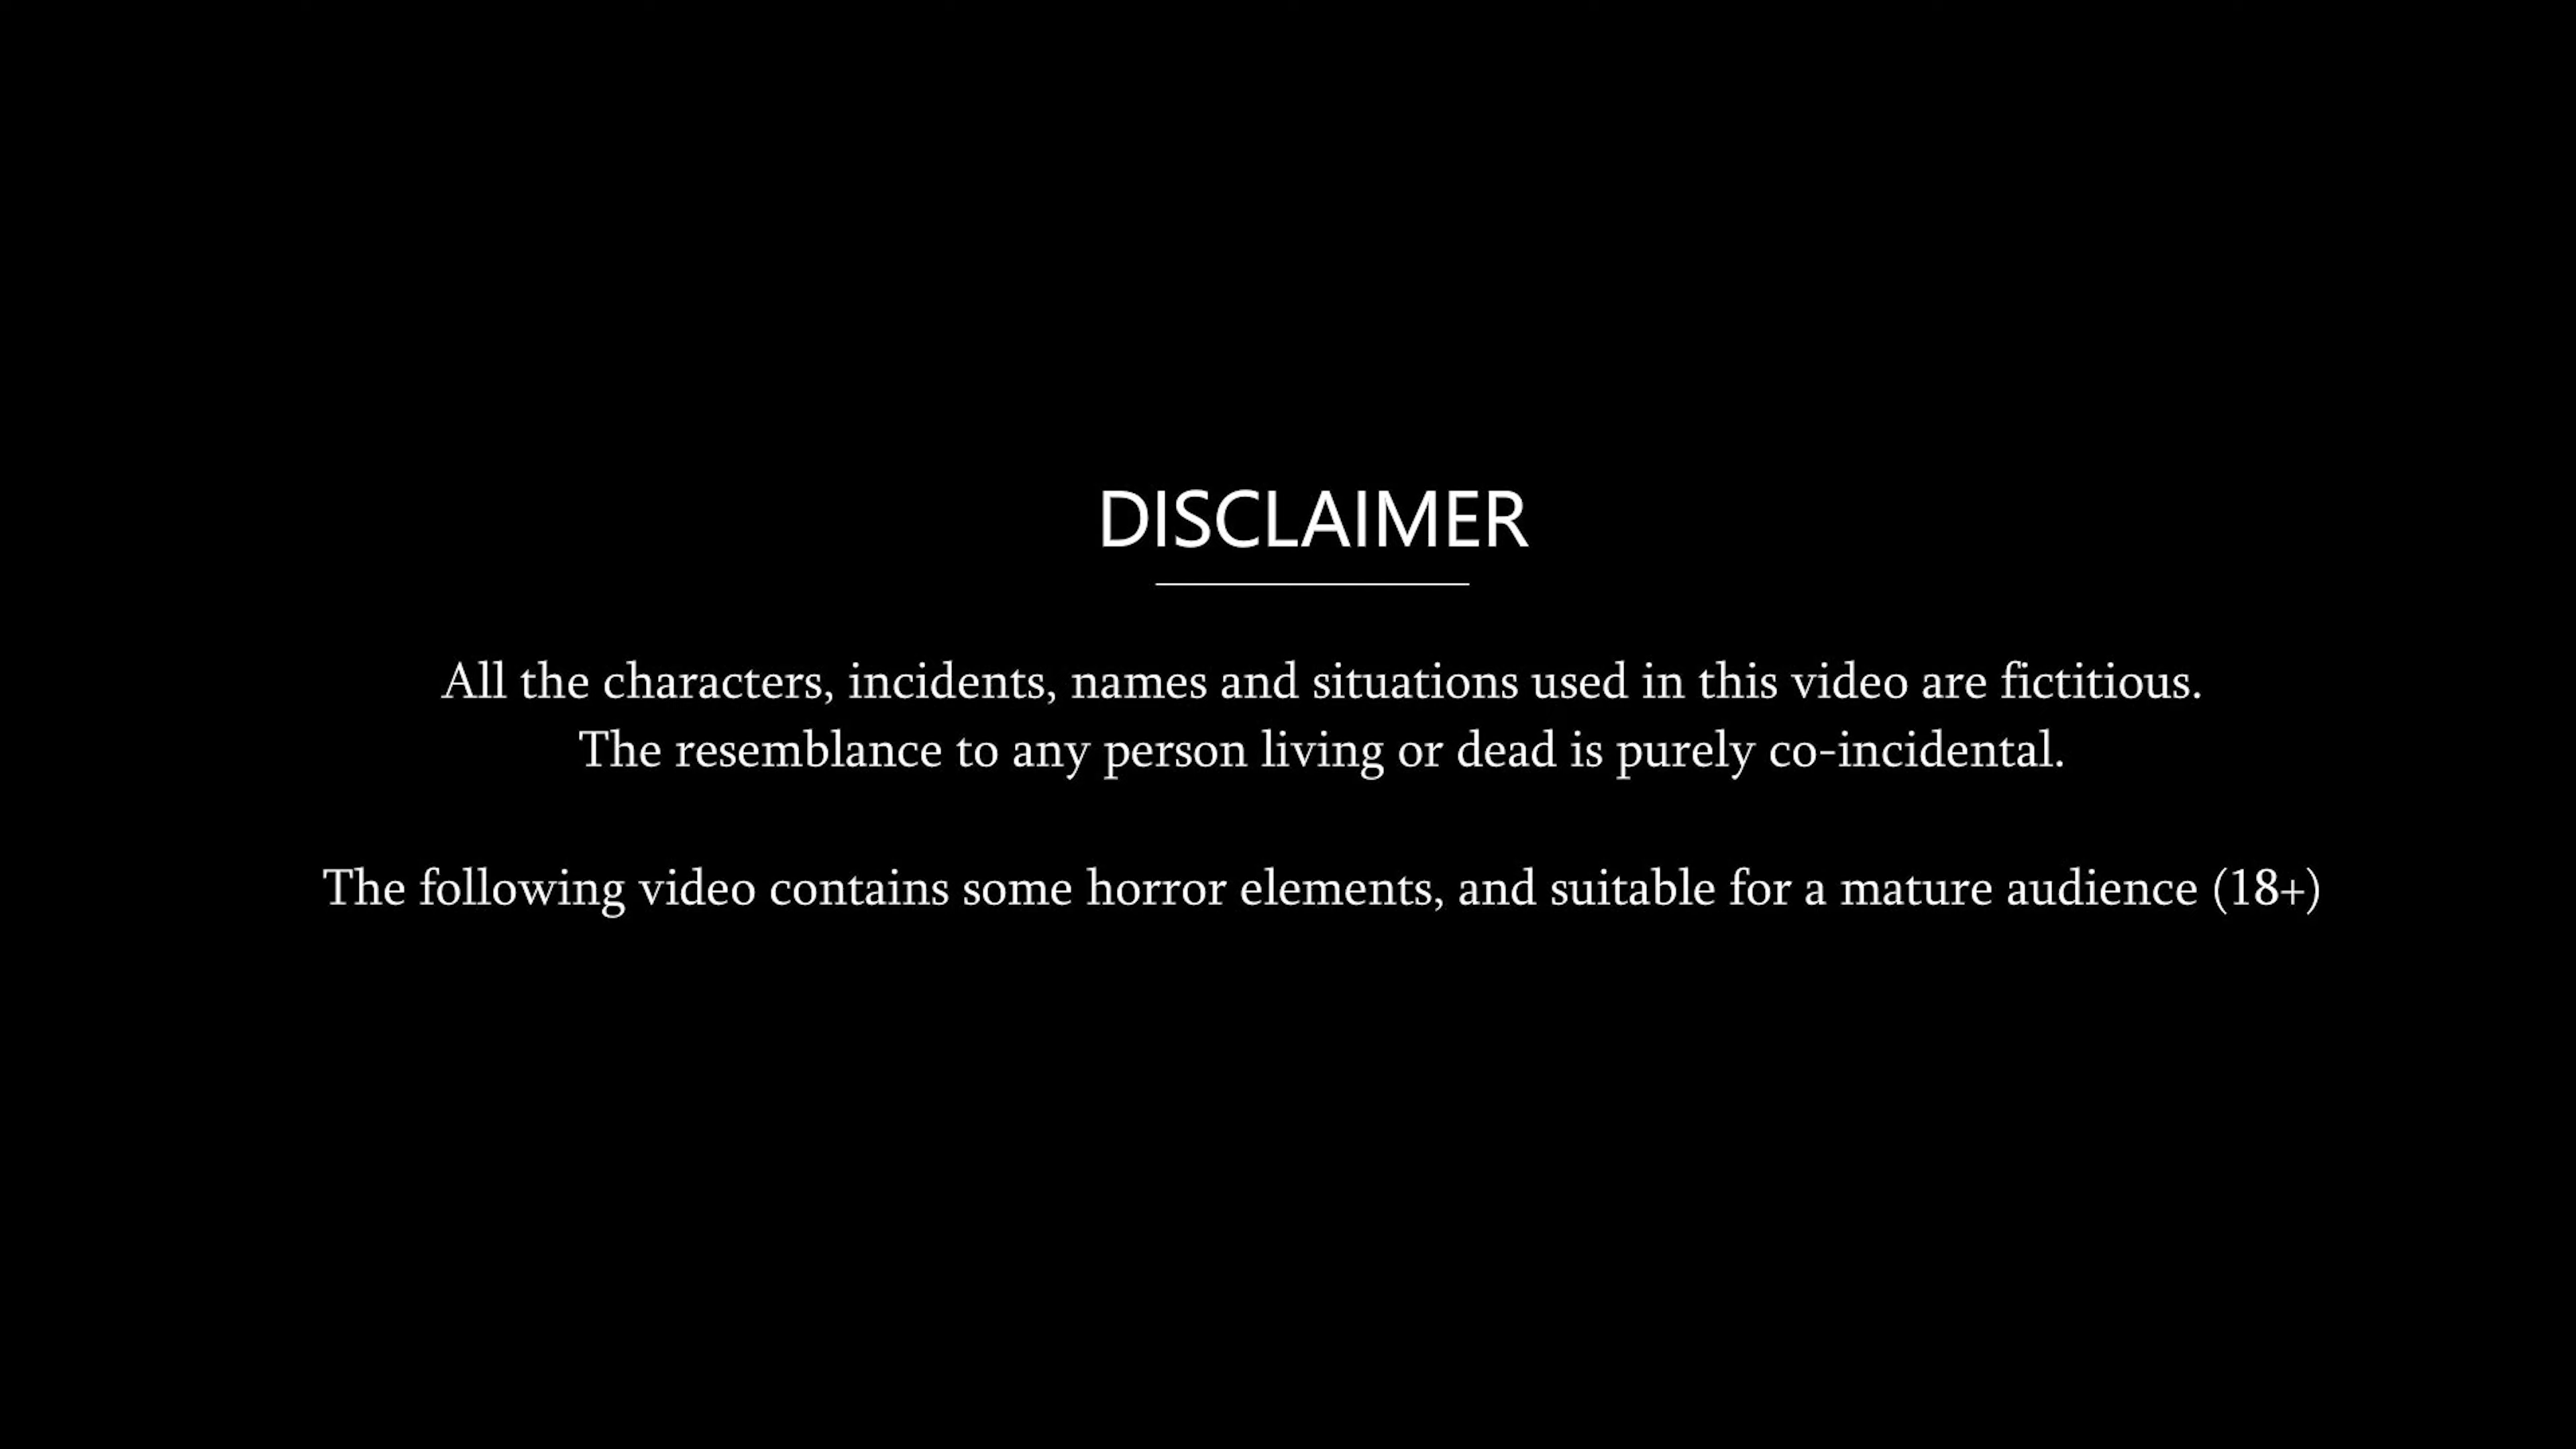 DISCLAIMER
All the characters, incidents, names and situations used in this video are fictitious.
The resemblance to any person living or dead is purely co-incidental.
The following video contains some horror elements, and suitable for a mature audience (18+)